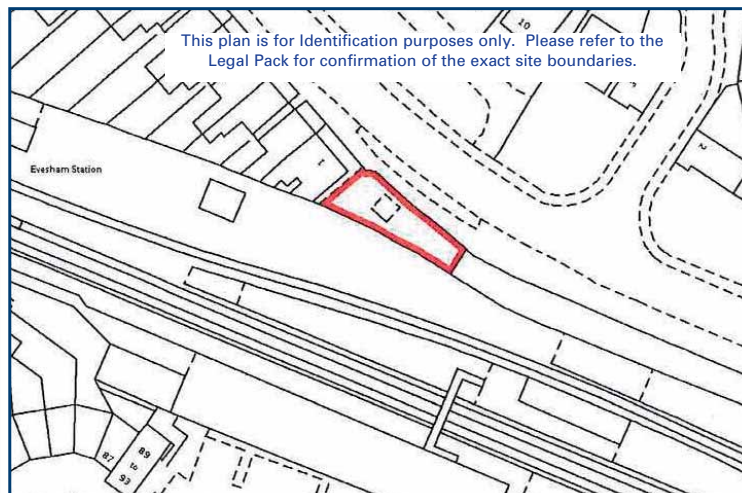 This plan is for Identification purposes only. Please refer to the
Legal Pack for confirmation of the exact site boundaries.
10
2
Evesham Station
89
87
to
93